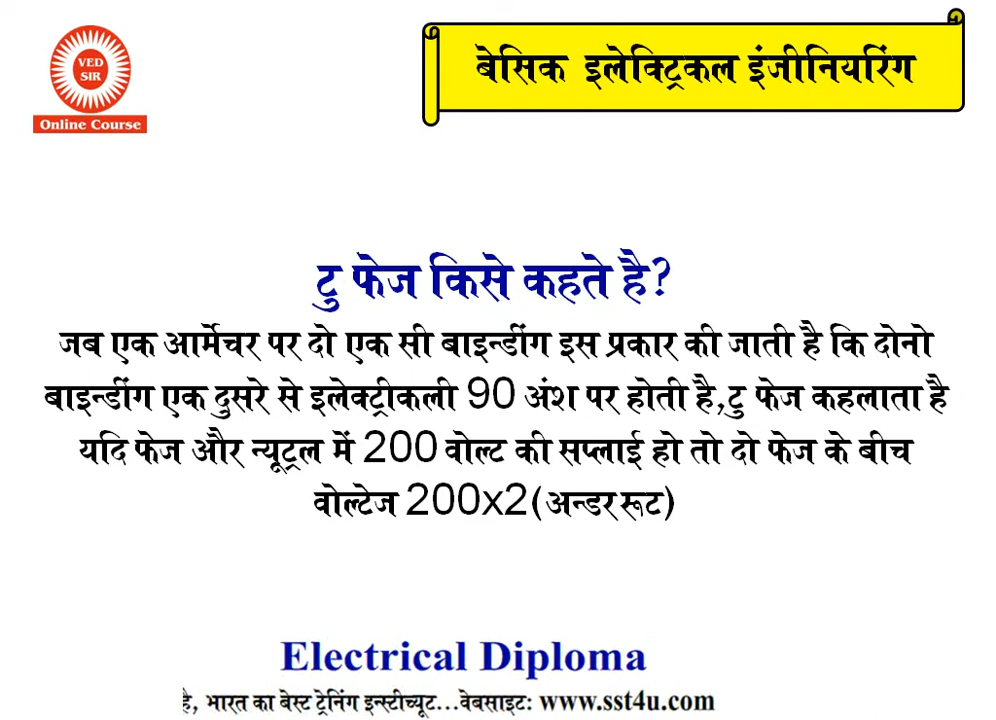 VED
SIR
Online Course
बेसिक इलेक्ट्रिकल इंजीनियरिंग
टु फेज किसे कहते है?
जब एक आर्मेचर पर दो एक सी बाइन्डींग इस प्रकार की जाती है कि दोनो
बाइन्डींग एक दुसरे से इलेक्ट्रीकली 90 अंश पर होती है,टु फेज कहलाता है
यदि फेज और न्यूट्रल में 200 वोल्ट की सप्लाई हो तो दो फेज के बीच
वोल्टेज 200x2(अन्डररूट)
Electrical Diploma
है, भारत का बेस्ट ट्रेनिंग इन्स्टीच्यूट...वेबसाइट: www.sst4u.com